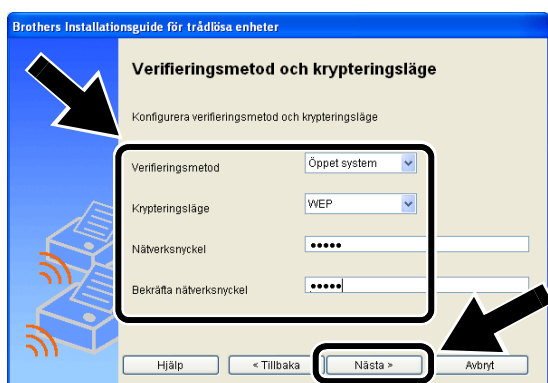 Brothers Installationsguide för trådlösa enheter
Verifieringsmetod och krypteringsläge
Konfigurera verifieringsmetod och krypteringsläge
Verifieringsmetod Öppet system
Krypteringsläge WEP
Nätverksnyckel •••••
Bekräfta nätverksnyckel •••••
Hjälp < Tillbaka Nästa > Avbryt